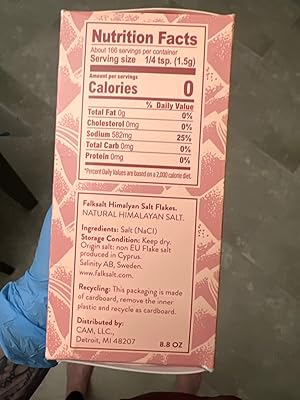 Nutrition Facts
About 166 servings per container
Serving size 1/4 tsp. (1.5g)
Amount per servings
Calories 0
% Daily Value
Total Fat 0g 0%
Cholesterol 0mg 0%
Sodium 582mg 25%
Total Carb 0mg 0%
Protein 0mg 0%
*Percent Daily Values are based on a 2,000 calorie diet.
Falksalt Himalyan Salt Flakes.
NATURAL HIMALAYAN SALT.
Ingredients: Salt (NaCl)
Storage Condition: Keep dry.
Origin salt: non EU Flake salt
produced in Cyprus.
Salinity AB, Sweden.
www.falksalt.com.
Recycling: This packaging is made
of cardboard, remove the inner
plastic and recycle as cardboard.
Distributed by:
CAM, LLC.,
Detroit, MI 48207
8.8 OZ